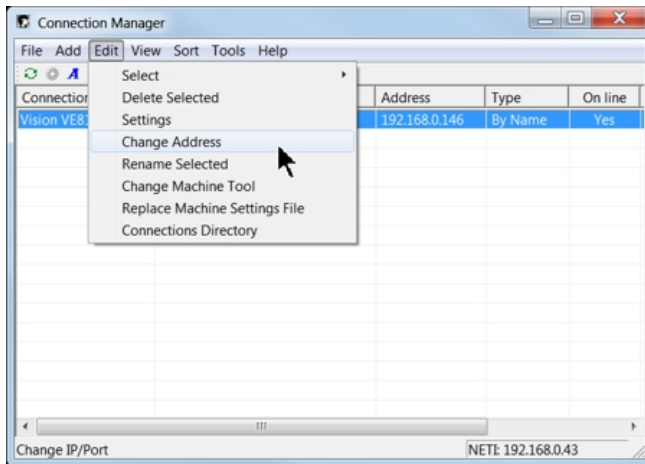 Connection Manager
File Add Edit View Sort Tools Help
A
Select
Delete Selected
Settings
Change Address
Rename Selected
Change Machine Tool
Replace Machine Settings File
Connections Directory
Connection Address Type On line
Vision VE81 192.168.0.146 By Name Yes
Change IP/Port NETI: 192.168.0.43